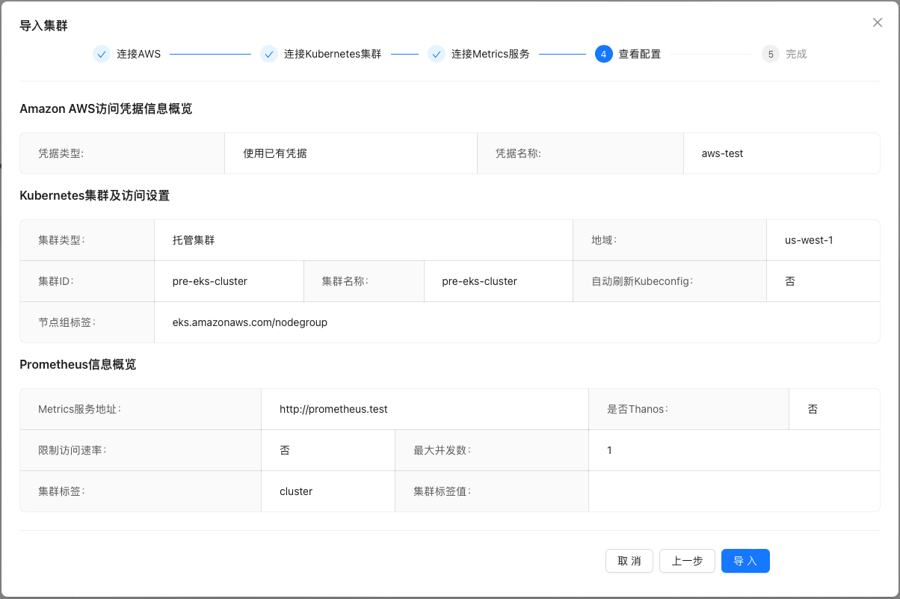 导入集群
连接AWS 连接Kubernetes集群 连接Metrics服务 4 查看配置 5 完成
Amazon AWS访问凭据信息概览
凭据类型: 使用已有凭据 凭据名称: aws-test
Kubernetes集群及访问设置
集群类型: 托管集群 地域: us-west-1
集群ID: pre-eks-cluster 集群名称: pre-eks-cluster 自动刷新Kubeconfig: 否
节点组标签: eks.amazonaws.com/nodegroup
Prometheus信息概览
Metrics服务地址: http://prometheus.test 是否Thanos: 否
限制访问速率: 否 最大并发数: 1
集群标签: cluster 集群标签值:
取 消 上一步 导 入